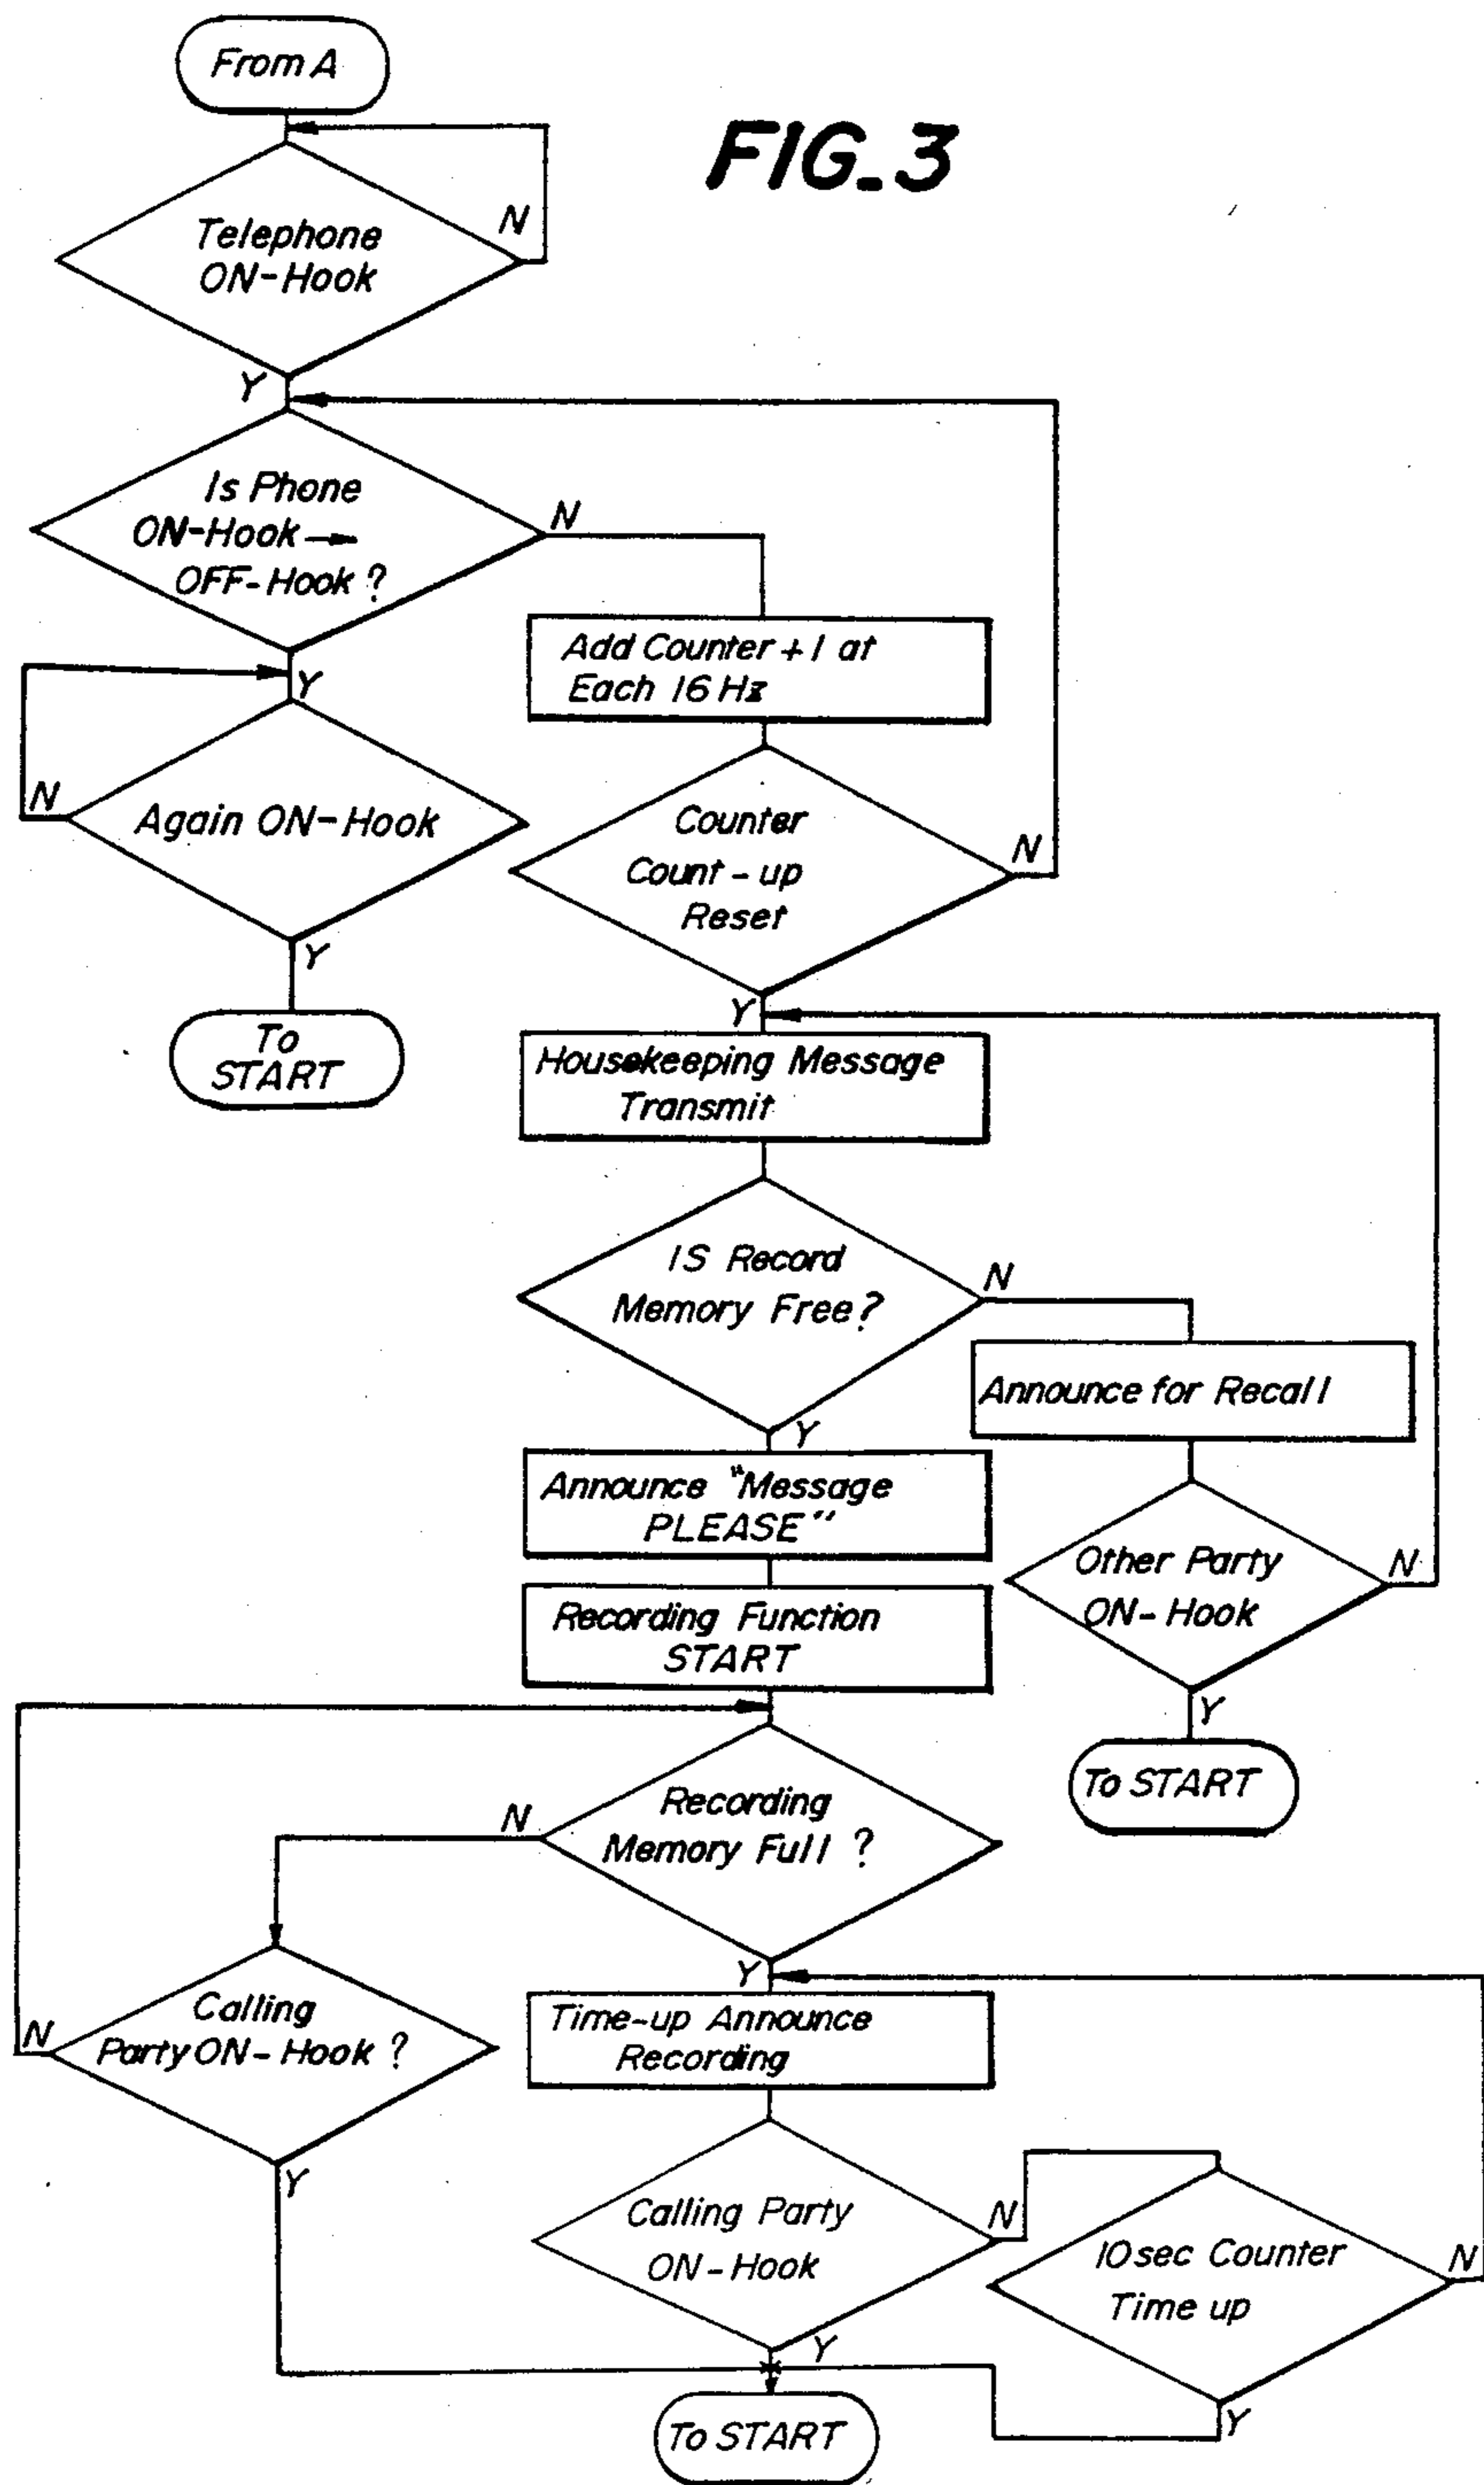 From A
FIG. 3
N
Telephone
ON-Hook
Y
Is Phone
ON-Hook →
OFF-Hook ?
N
Y
Add Counter +1 at
Each 16 Hz
N
Again ON-Hook
Y
To
START
Counter
Count-up
Reset
N
Y
Housekeeping Message
Transmit
IS Record
Memory Free?
N
Y
Announce for Recall
Announce "Message
PLEASE"
Other Party
ON-Hook
N
Y
To START
Recording Function
START
Recording
Memory Full ?
N
Y
Calling
Party ON-Hook ?
N
Y
Time-up Announce
Recording
Calling Party
ON-Hook
N
Y
10sec Counter
Time up
N
Y
To START